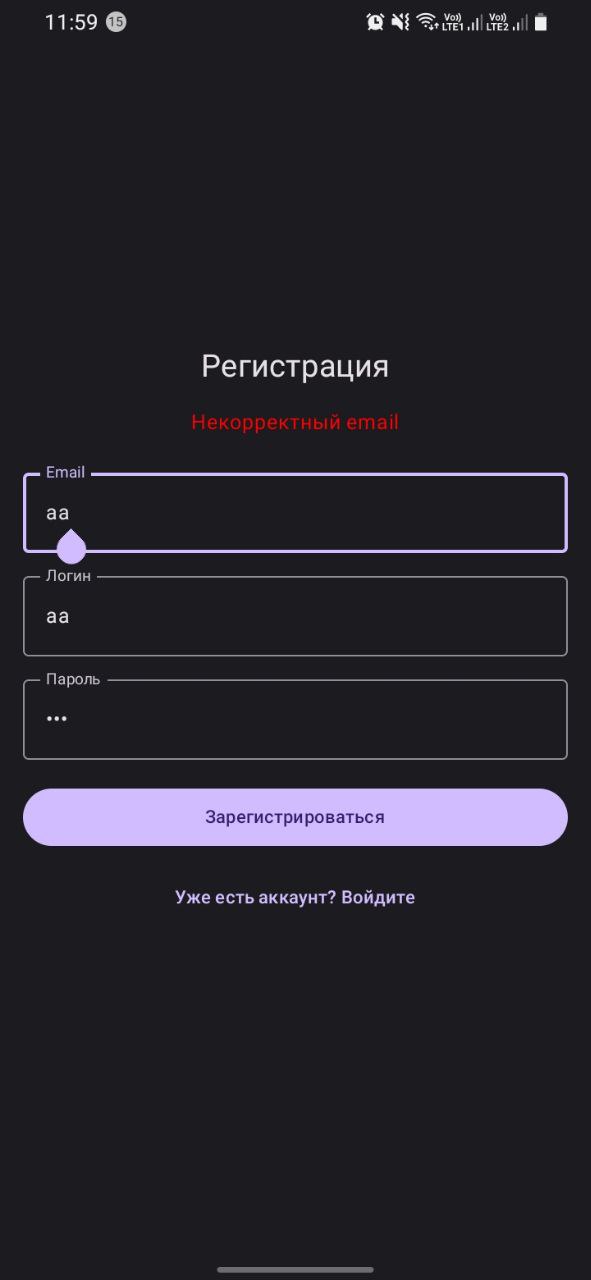 11:59 15 Vo) LTE1 Vo) LTE2
Регистрация
Некорректный email
Email
aa
Логин
aa
Пароль
•••
Зарегистрироваться
Уже есть аккаунт? Войдите